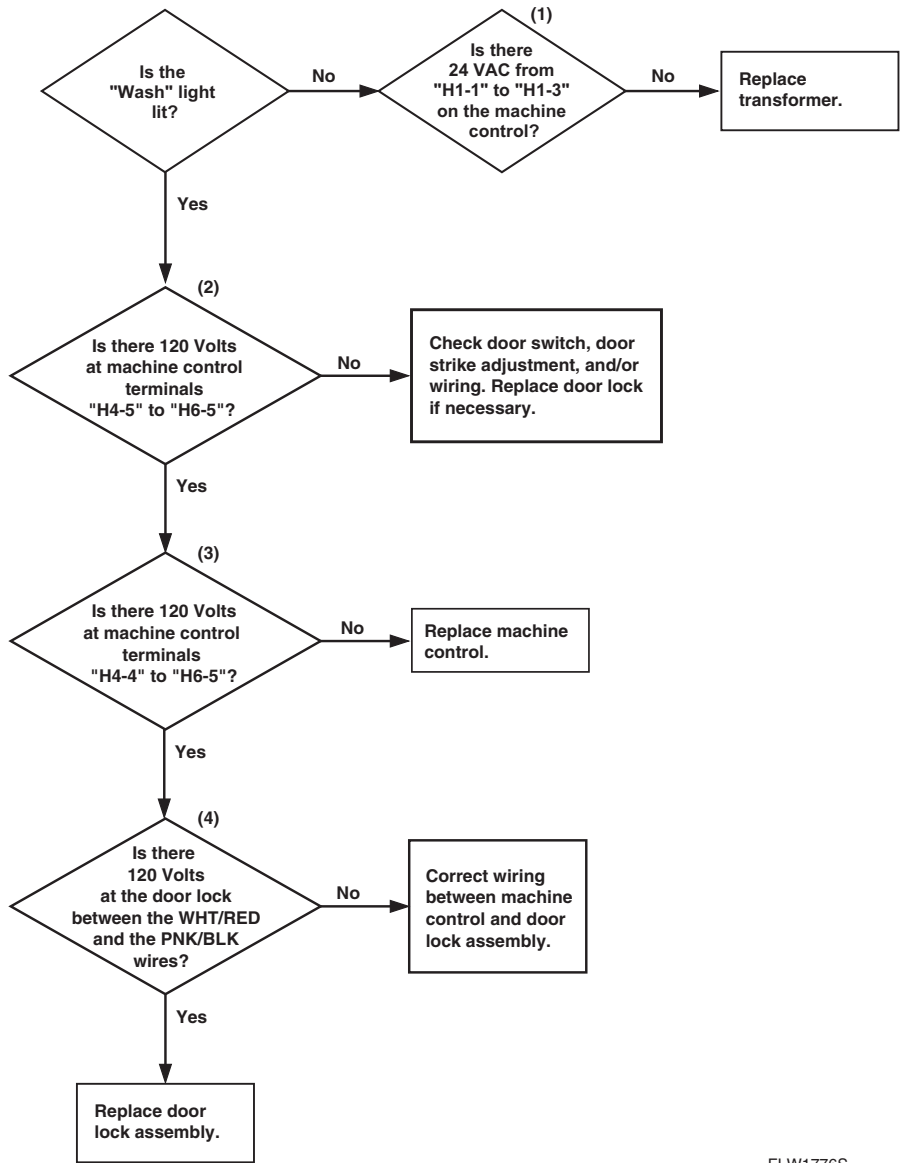 Is the
"Wash" light
lit?
No
(1)
Is there
24 VAC from
"H1-1" to "H1-3"
on the machine
control?
No
Replace
transformer.
Yes
(2)
Is there 120 Volts
at machine control
terminals
"H4-5" to "H6-5"?
No
Check door switch, door
strike adjustment, and/or
wiring. Replace door lock
if necessary.
Yes
(3)
Is there 120 Volts
at machine control
terminals
"H4-4" to "H6-5"?
No
Replace machine
control.
Yes
(4)
Is there
120 Volts
at the door lock
between the WHT/RED
and the PNK/BLK
wires?
No
Correct wiring
between machine
control and door
lock assembly.
Yes
Replace door
lock assembly.